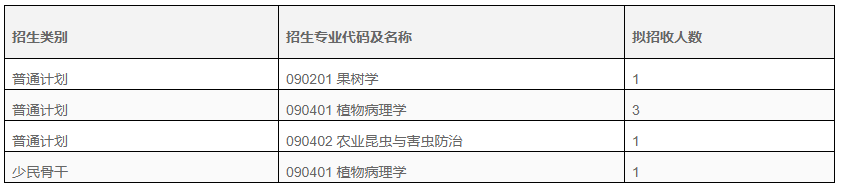 招生类别 招生专业代码及名称 拟招收人数
普通计划 090201 果树学 1
普通计划 090401 植物病理学 3
普通计划 090402 农业昆虫与害虫防治 1
少民骨干 090401 植物病理学 1